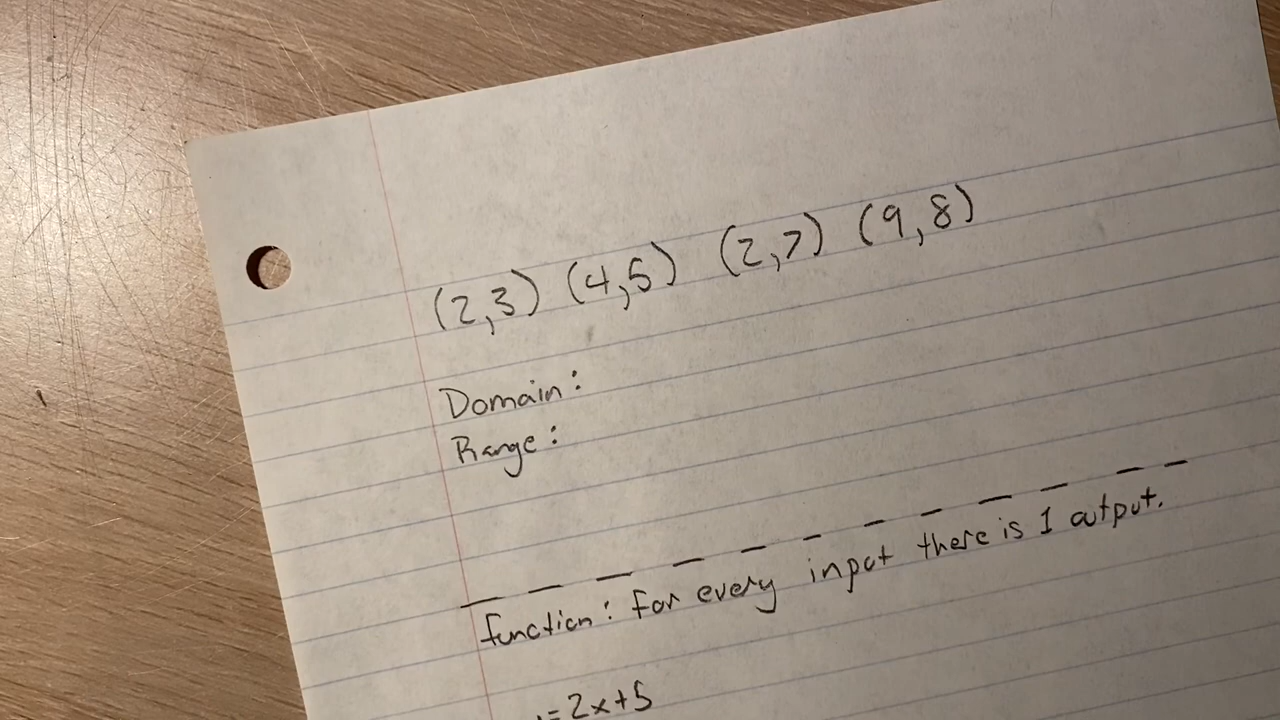 (2,3) (4,5) (2,7) (9,8)
Domain:
Range:
function: For every input there is 1 output.
=2x+5